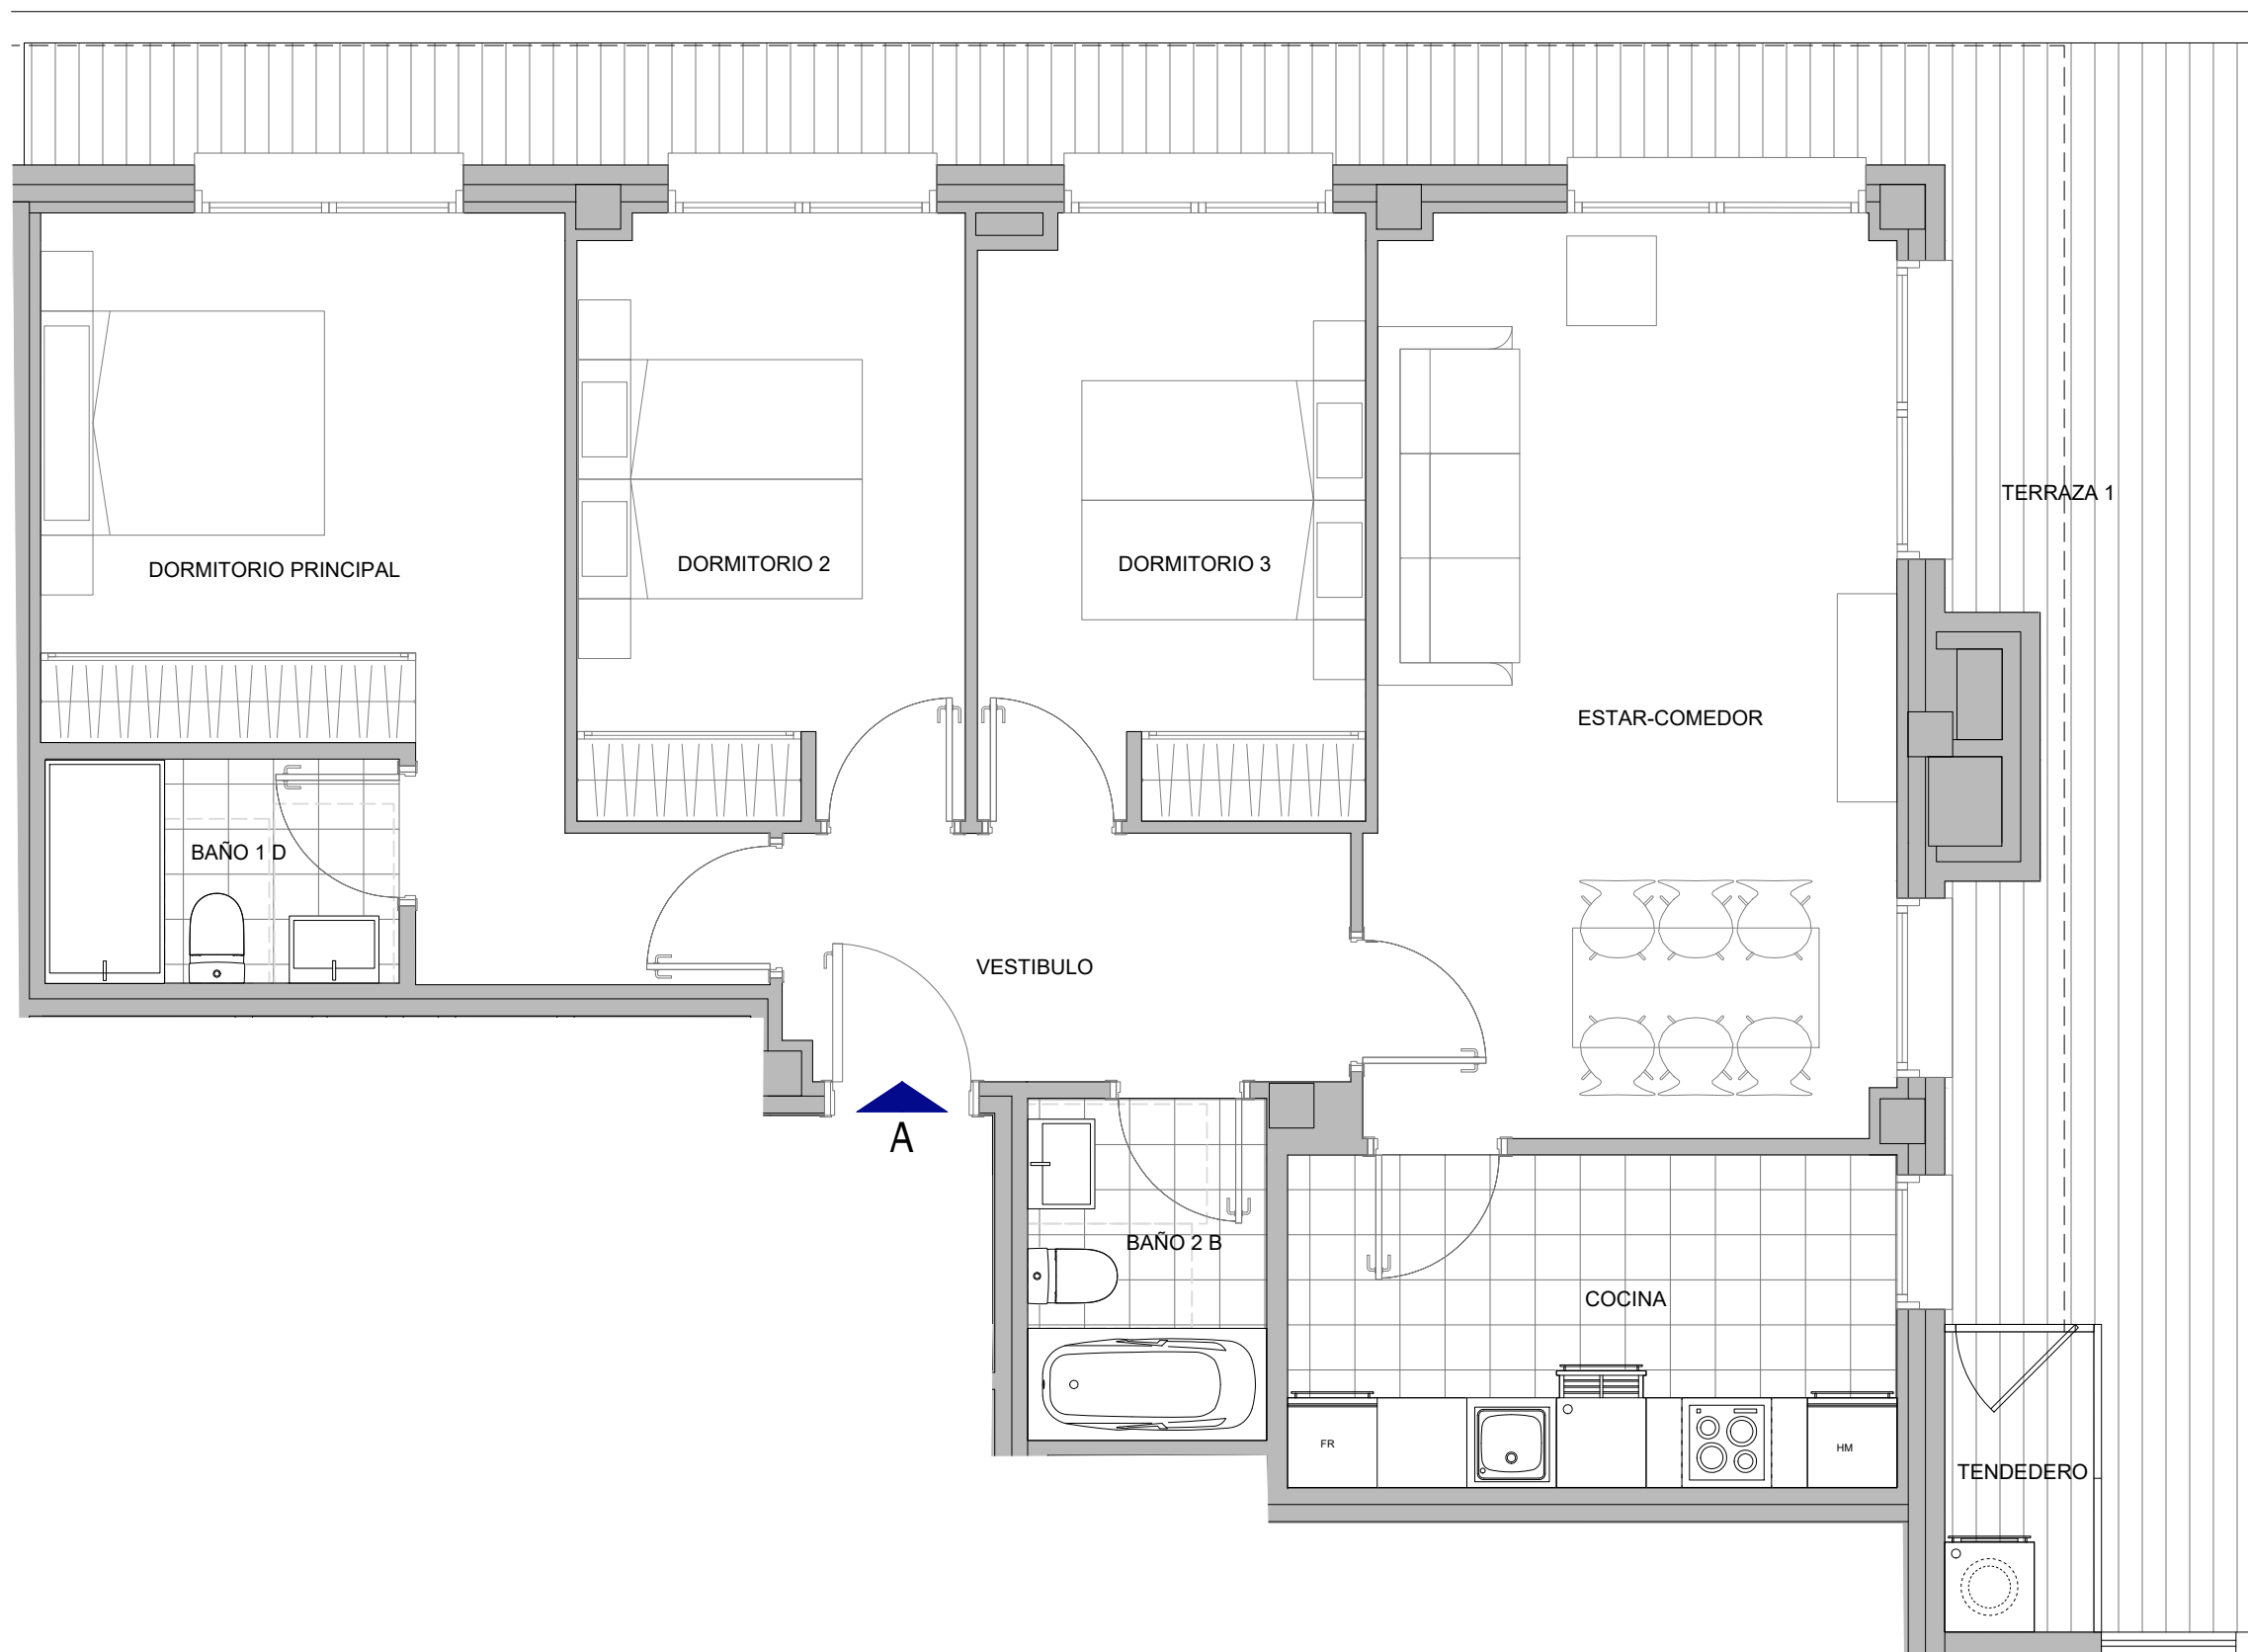 TERRAZA 1
DORMITORIO PRINCIPAL
DORMITORIO 2
DORMITORIO 3
ESTAR-COMEDOR
BAÑO 1 D
VESTIBULO
A
BAÑO 2 B
COCINA
FR
HM
TENDEDERO